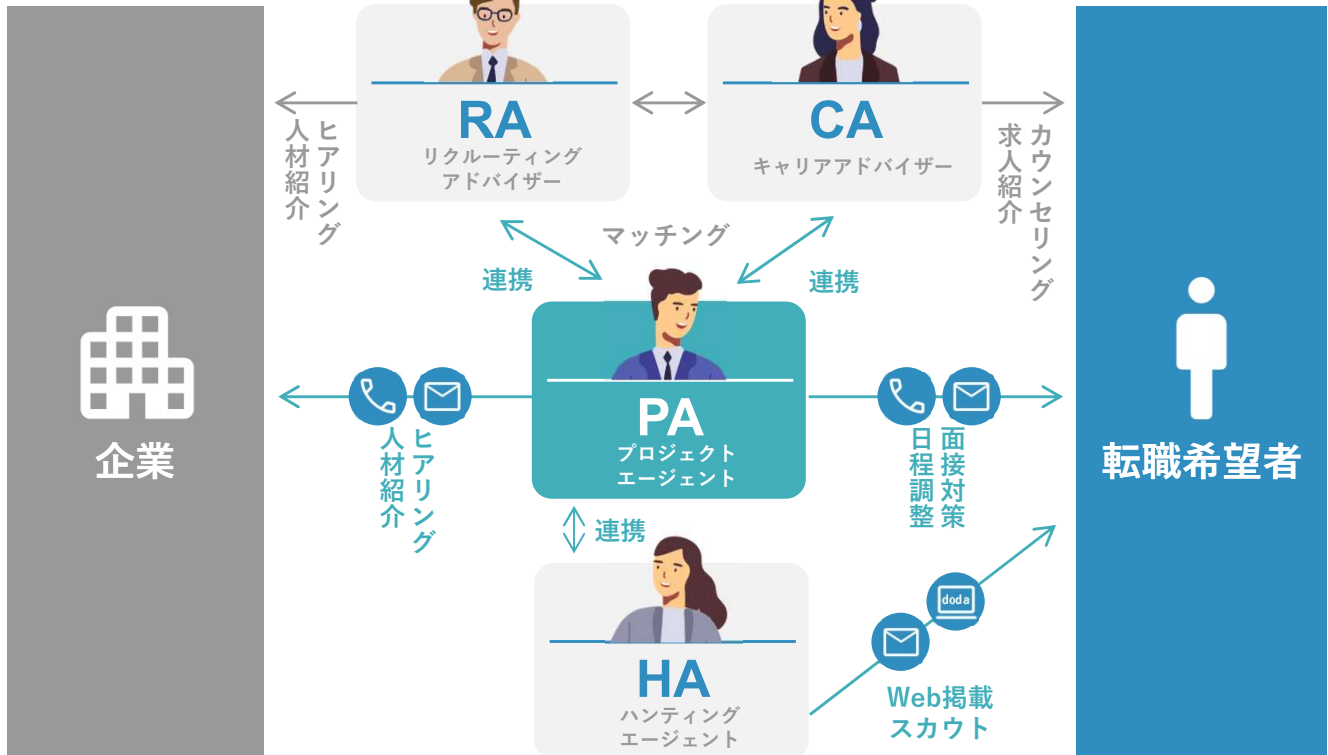 RA
リクルーティング
アドバイザー
CA
キャリアアドバイザー
ヒアリング
人材紹介
カウンセリング
求人紹介
マッチング
連携
連携
企業
PA
プロジェクト
エージェント
ヒアリング
人材紹介
面接対策
日程調整
転職希望者
連携
HA
ハンティング
エージェント
doda
Web掲載
スカウト